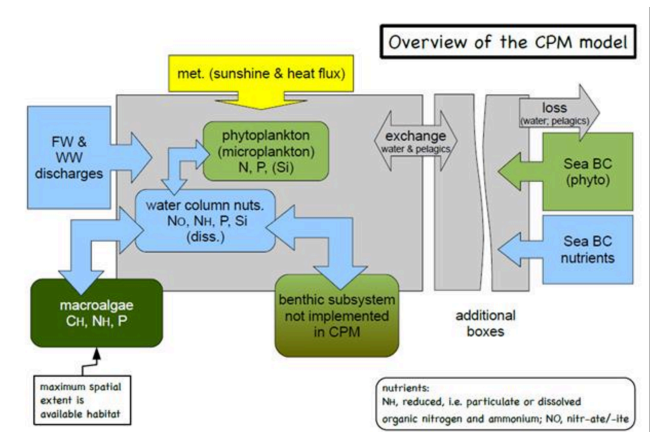 Overview of the CPM model
met. (sunshine & heat flux)
FW &
WW
discharges
phytoplankton
(microplankton)
N, P, (Si)
exchange
water & pelagics
loss
(water; pelagics)
Sea BC
(phyto)
water column nuts.
NO, NH, P, Si
(diss.)
Sea BC
nutrients
macroalgae
CH, NH, P
benthic subsystem
not implemented
in CPM
additional
boxes
maximum spatial
extent is
available habitat
nutrients:
NH, reduced, i.e. particulate or dissolved
organic nitrogen and ammonium; NO, nitr-ate/-ite